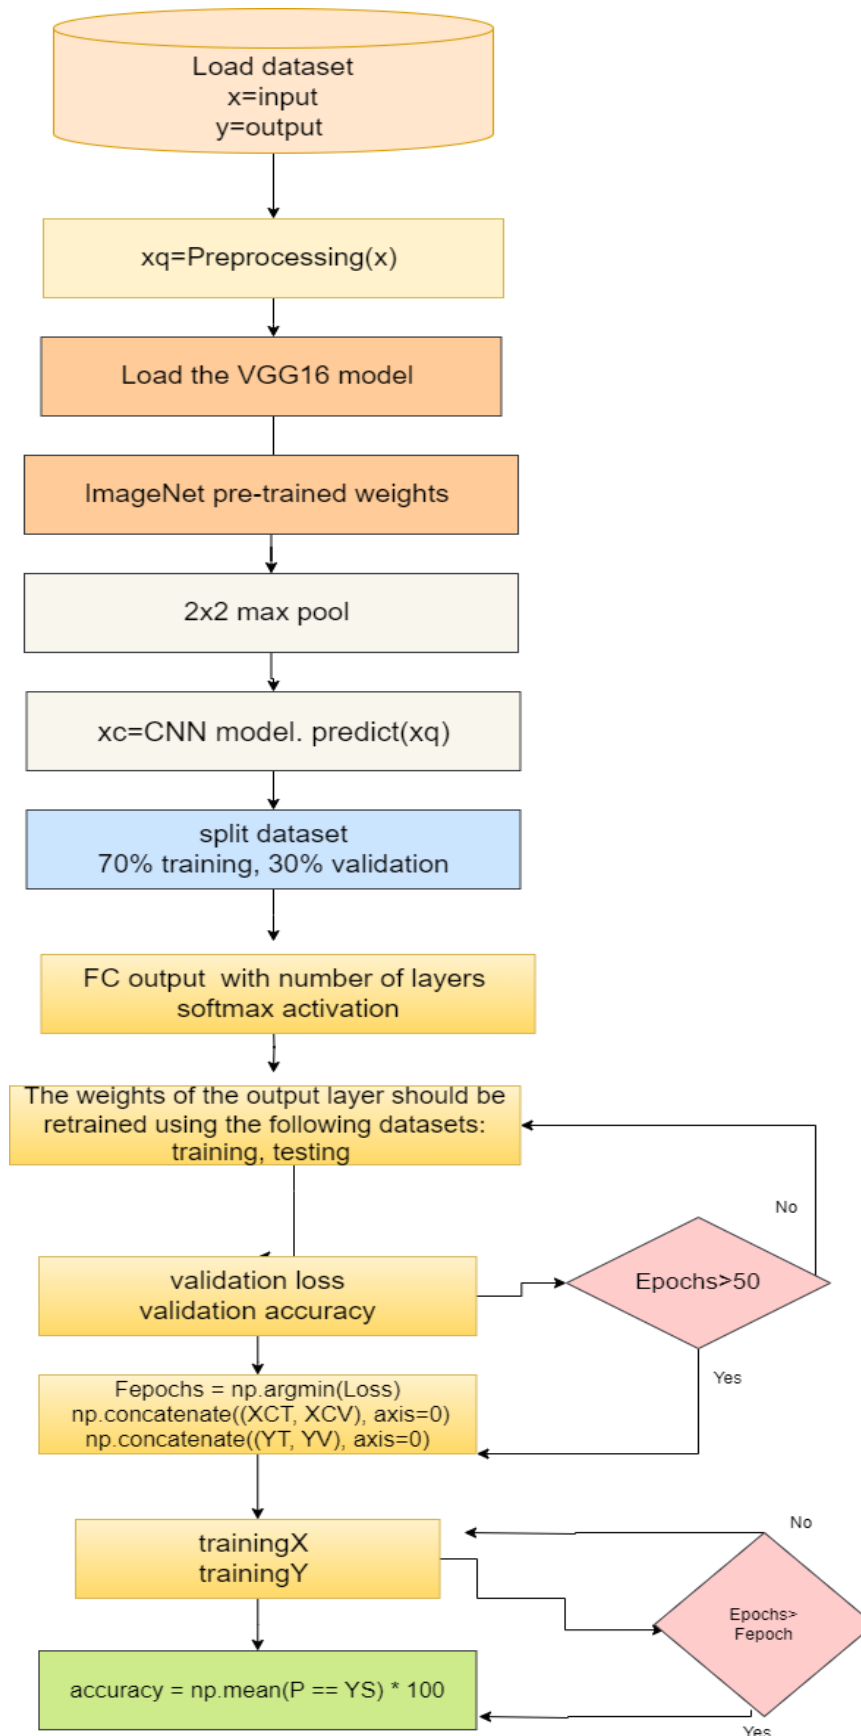 Load dataset
x=input
y=output
xq=Preprocessing(x)
Load the VGG16 model
ImageNet pre-trained weights
2x2 max pool
xc=CNN model. predict(xq)
split dataset
70% training, 30% validation
FC output with number of layers
softmax activation
The weights of the output layer should be
retrained using the following datasets:
training, testing
No
validation loss
validation accuracy
Epochs>50
Yes
Fepochs = np.argmin(Loss)
np.concatenate((XCT, XCV), axis=0)
np.concatenate((YT, YV), axis=0)
No
trainingX
trainingY
Epochs>
Fepoch
accuracy = np.mean(P == YS) * 100
Yes